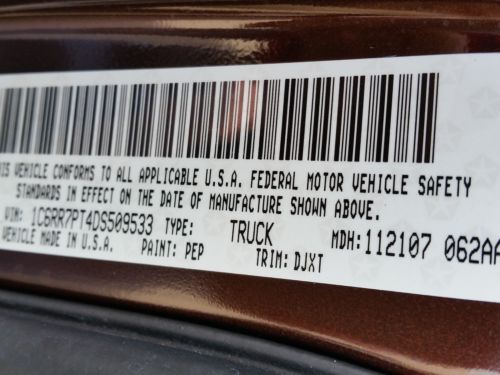 THIS VEHICLE CONFORMS TO ALL APPLICABLE U.S.A. FEDERAL MOTOR VEHICLE SAFETY
STANDARDS IN EFFECT ON THE DATE OF MANUFACTURE SHOWN ABOVE.
VIN: 1C6RR7PT4DS509533 TYPE: TRUCK MDH: 112107 062AA
VEHICLE MADE IN U.S.A. PAINT: PEP TRIM: DJXT